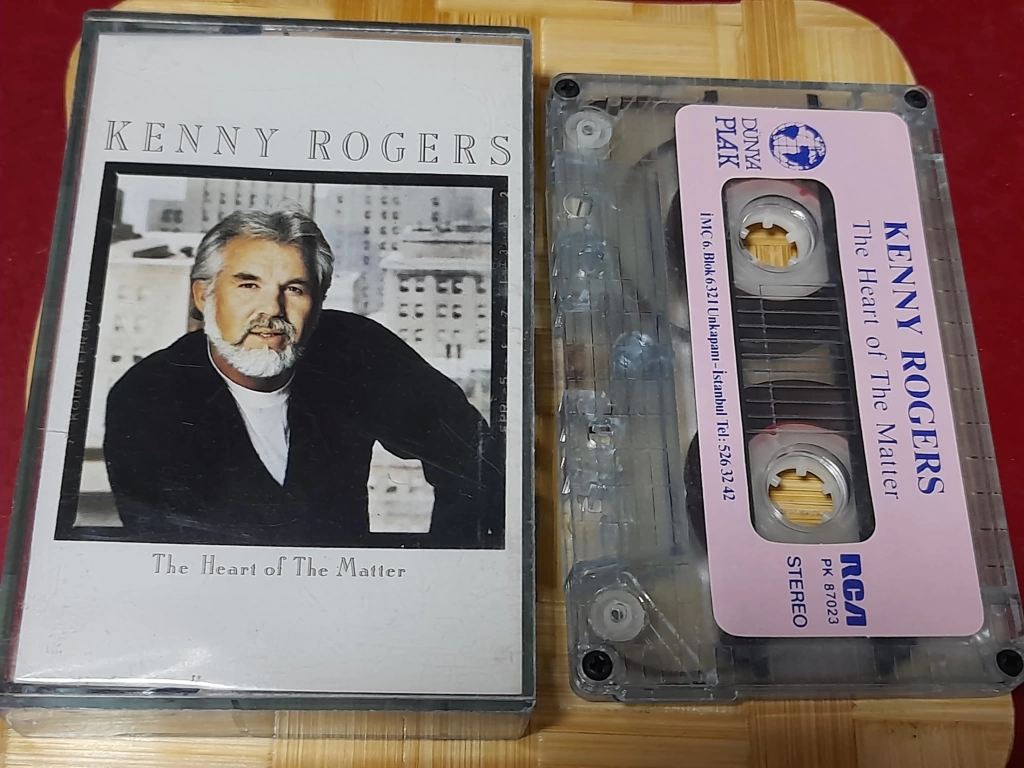 KENNY ROGERS
The Heart of The Matter
DÜNYA
PLAK
KENNY ROGERS
The Heart of The Matter
İMÇ 6. Blok 6321 Unkapanı - İstanbul Tel: 526 32 42
RCA
PK 87023
STEREO